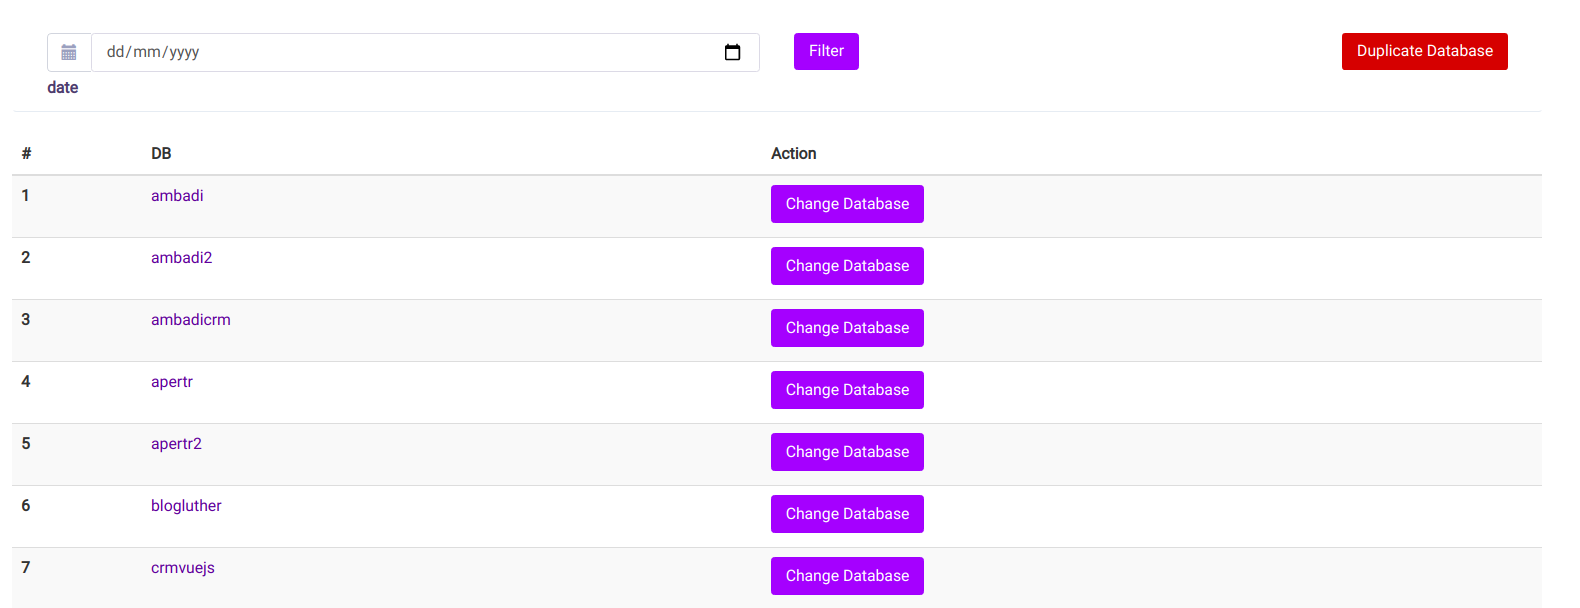 dd/mm/yyyy Filter Duplicate Database
date
# DB Action
1 ambadi Change Database
2 ambadi2 Change Database
3 ambadicrm Change Database
4 apertr Change Database
5 apertr2 Change Database
6 blogluther Change Database
7 crmvuejs Change Database